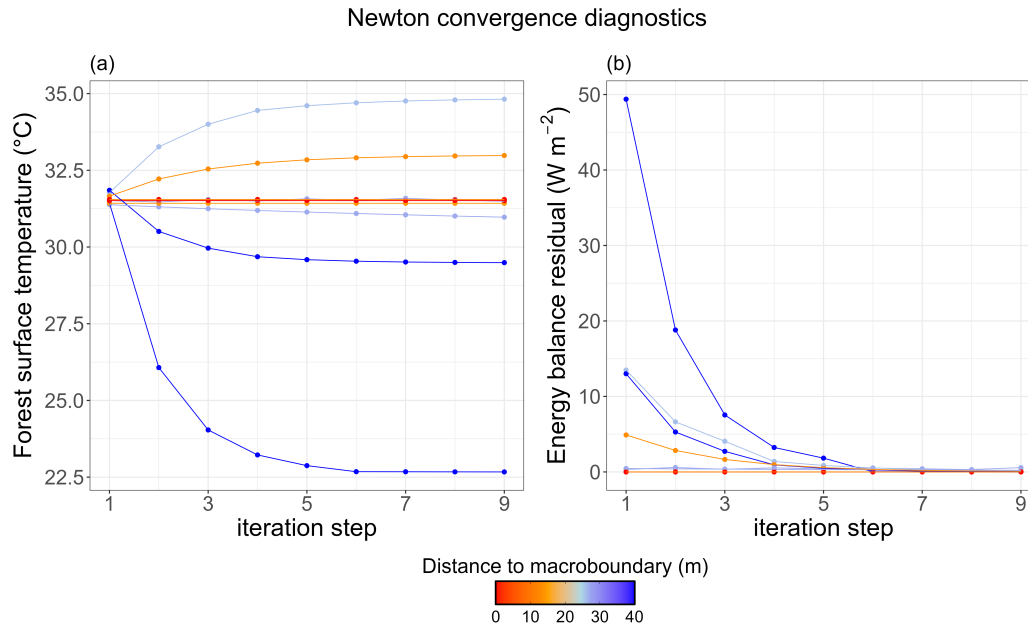 Newton convergence diagnostics
(a)
Forest surface temperature (°C)
35.0
32.5
30.0
27.5
25.0
22.5
1
3
5
7
9
iteration step
(b)
Energy balance residual (W m−2)
50
40
30
20
10
0
1
3
5
7
9
iteration step
Distance to macroboundary (m)
0 10 20 30 40